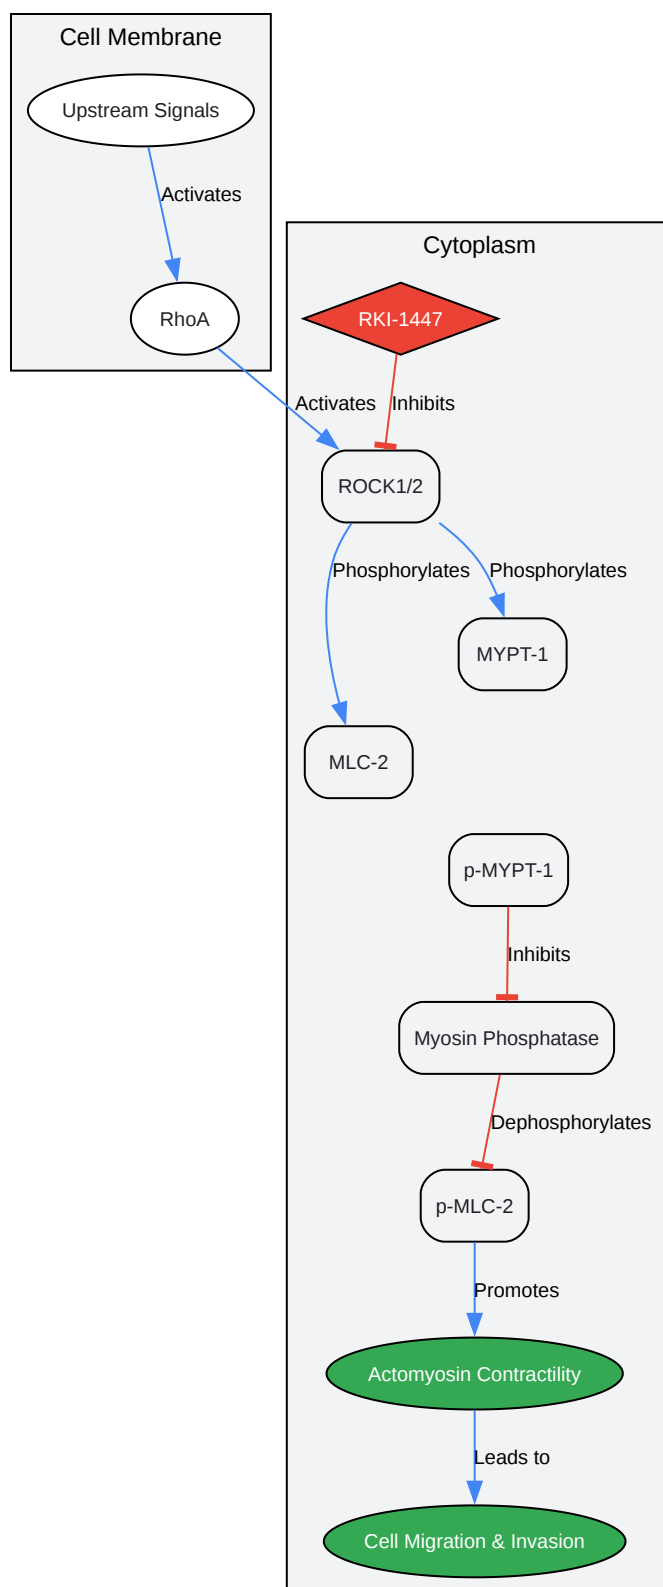 Cell Membrane
Upstream Signals
Activates
RhoA
Cytoplasm
RKI-1447
Activates
Inhibits
ROCK1/2
Phosphorylates
Phosphorylates
MYPT-1
MLC-2
p-MYPT-1
Inhibits
Myosin Phosphatase
Dephosphorylates
p-MLC-2
Promotes
Actomyosin Contractility
Leads to
Cell Migration & Invasion